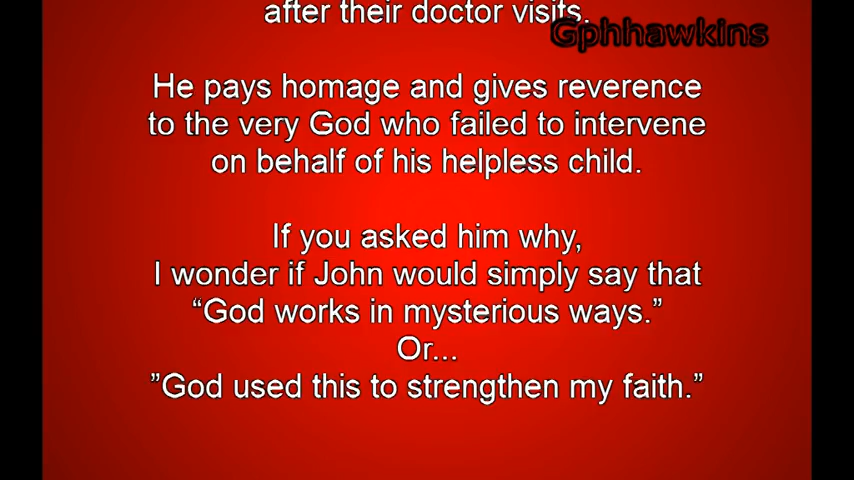 after their doctor visits.
Gphhawkins
He pays homage and gives reverence
to the very God who failed to intervene
on behalf of his helpless child.
If you asked him why,
I wonder if John would simply say that
“God works in mysterious ways.”
Or...
”God used this to strengthen my faith.”